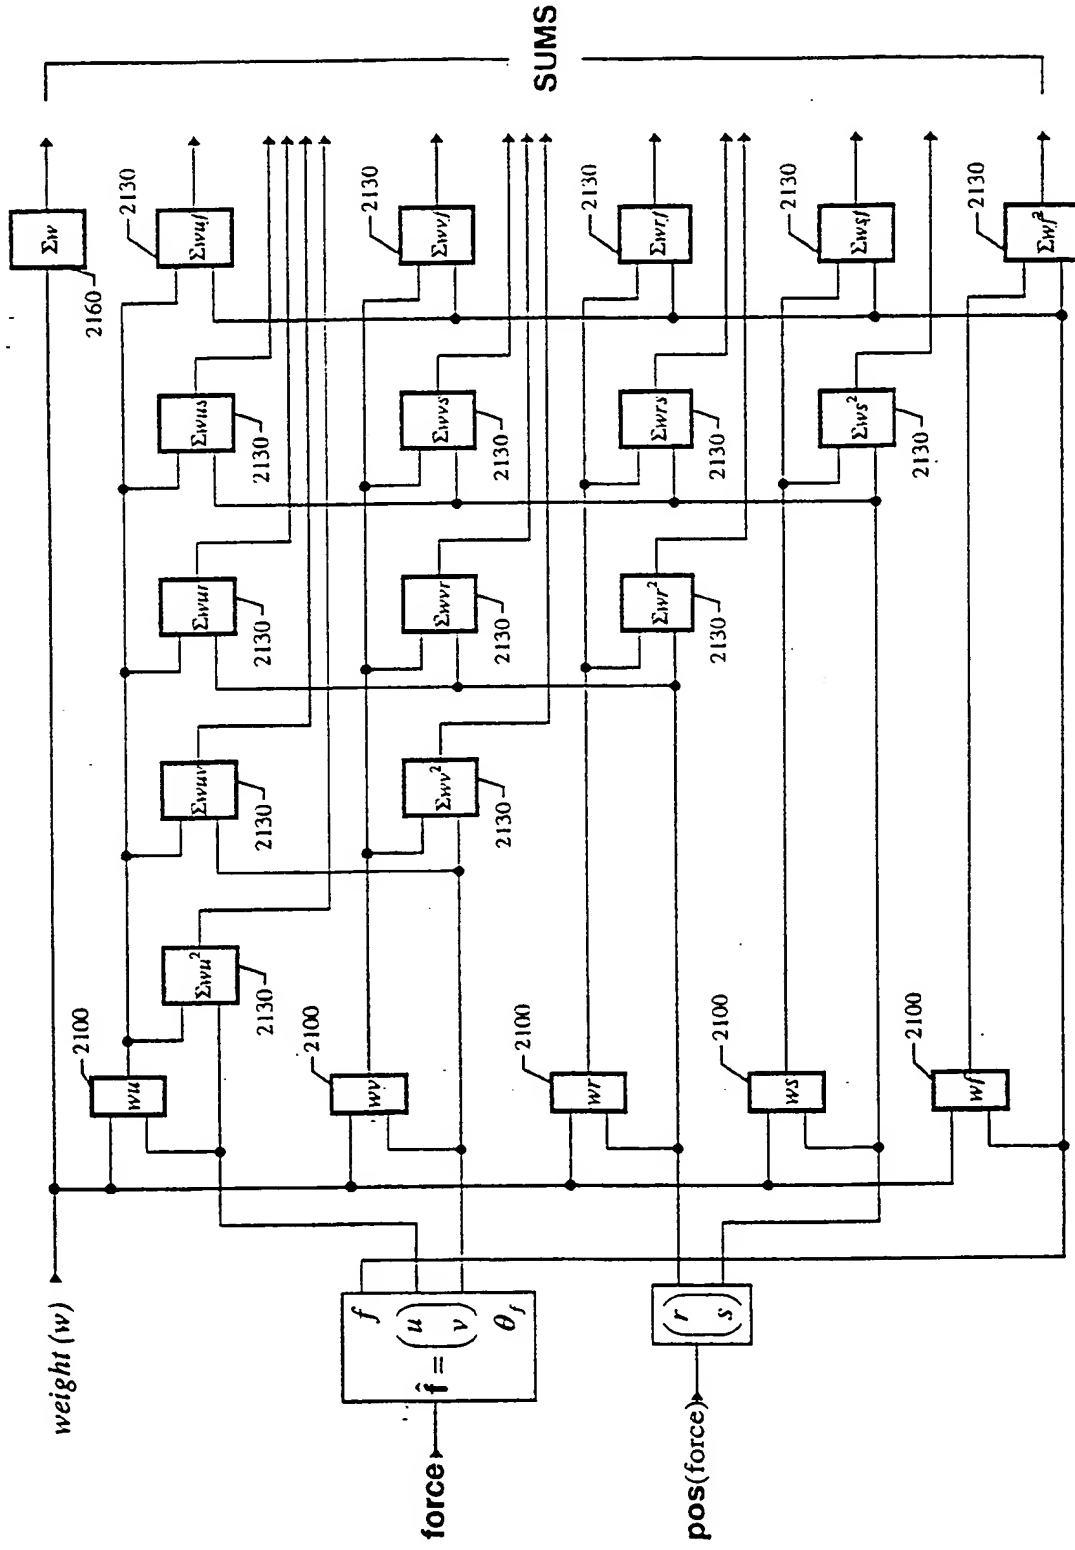 weight (w)
force
f̂ =
f
(u
v)
θf
pos(force)
(r
s)
2100
wu
2100
wv
2100
wr
2100
ws
2100
wf
Σwu²
2130
Σwuv
2130
Σwur
2130
Σwus
2130
Σwuf
2130
Σwv²
2130
Σwvr
2130
Σwvs
2130
Σwvf
2130
Σwr²
2130
Σwrs
2130
Σwrf
2130
Σws²
2130
Σwsf
2130
Σwf²
2130
Σw
2160
SUMS